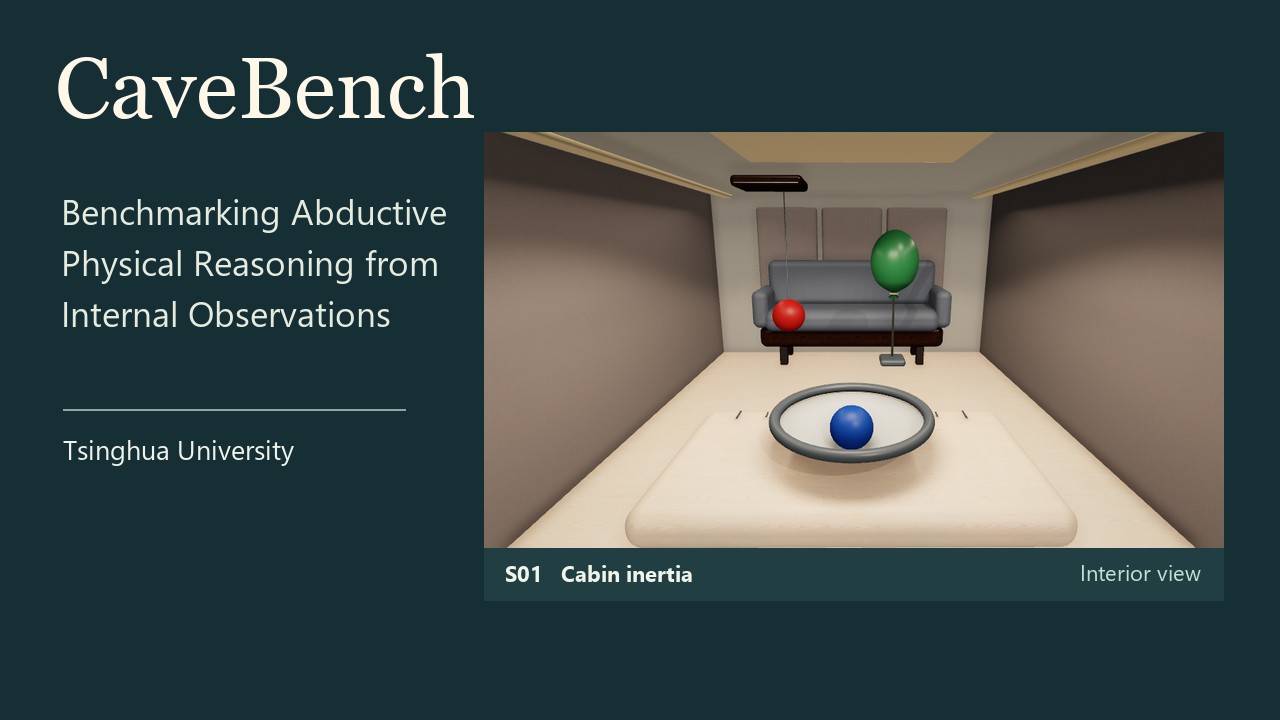 CaveBench
Benchmarking Abductive
Physical Reasoning from
Internal Observations
Tsinghua University
S01 Cabin inertia
Interior view